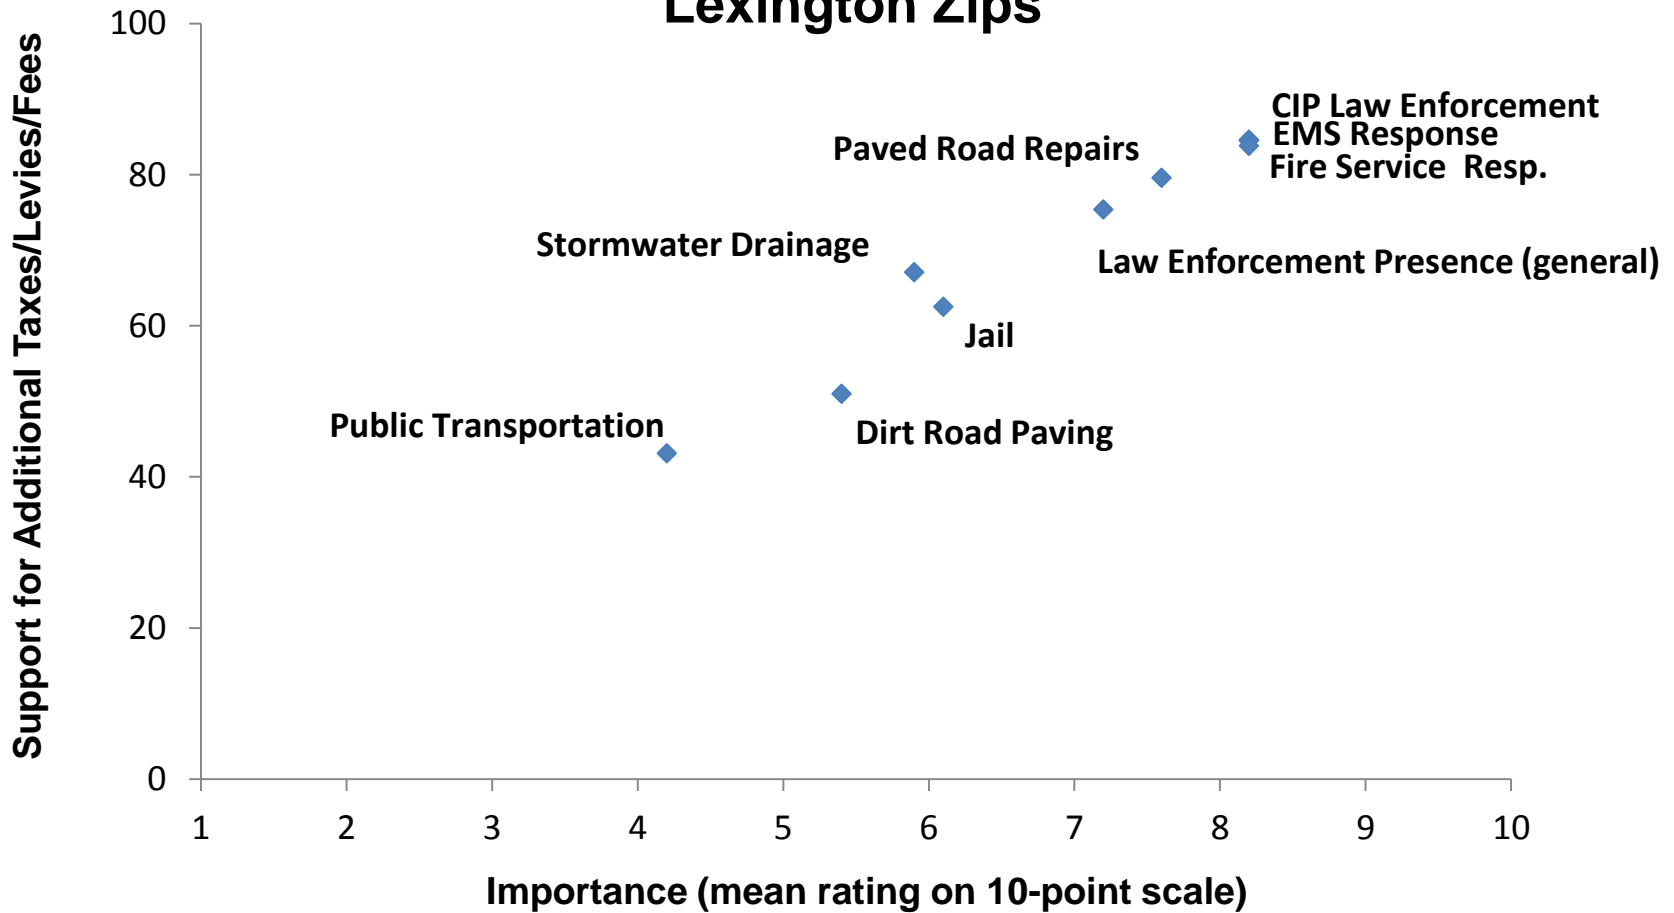 Lexington Zips
Support for Additional Taxes/Levies/Fees
100
80
60
40
20
0
CIP Law Enforcement
EMS Response
Fire Service  Resp.
Paved Road Repairs
Law Enforcement Presence (general)
Stormwater Drainage
Jail
Dirt Road Paving
Public Transportation
1 2 3 4 5 6 7 8 9 10
Importance (mean rating on 10-point scale)